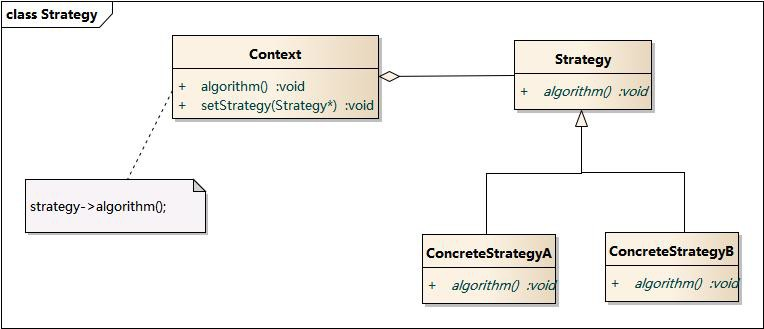 class Strategy
Context
+ algorithm() :void
+ setStrategy(Strategy*) :void
Strategy
+ algorithm() :void
strategy->algorithm();
ConcreteStrategyA
+ algorithm() :void
ConcreteStrategyB
+ algorithm() :void